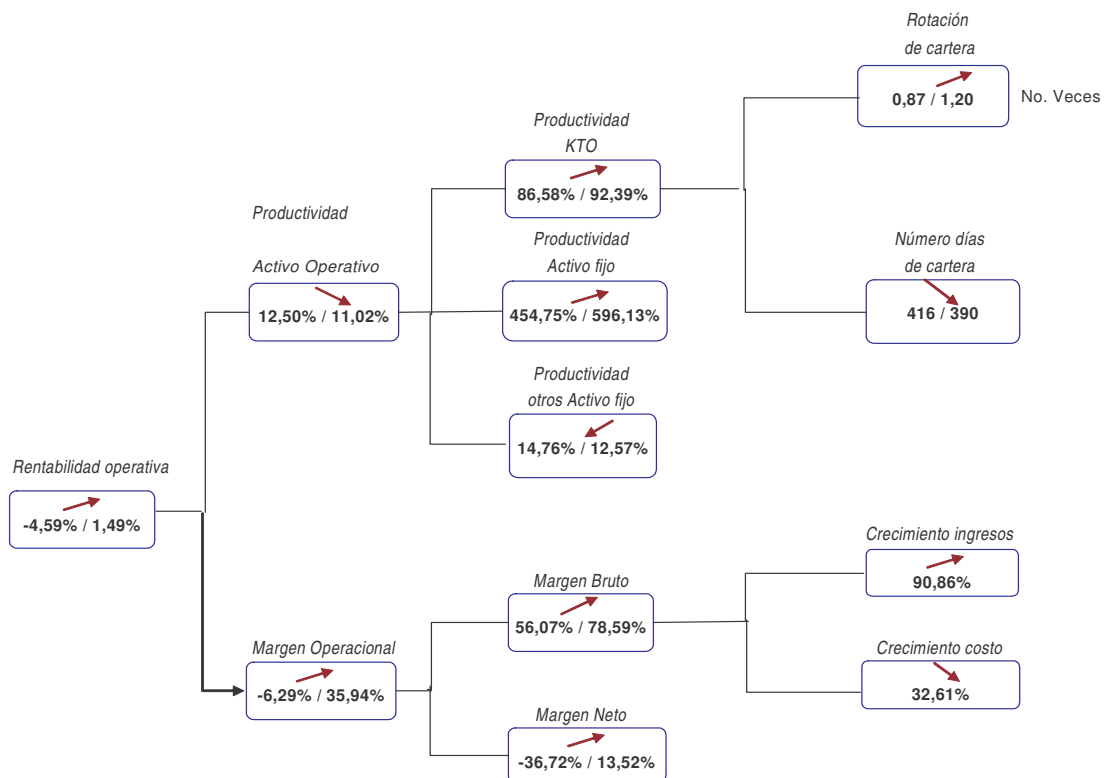 Rotación
de cartera
0,87 / 1,20
No. Veces
Productividad
KTO
86,58% / 92,39%
Productividad
Activo Operativo
12,50% / 11,02%
Productividad
Activo fijo
454,75% / 596,13%
Número días
de cartera
416 / 390
Productividad
otros Activo fijo
14,76% / 12,57%
Rentabilidad operativa
-4,59% / 1,49%
Crecimiento ingresos
90,86%
Margen Bruto
56,07% / 78,59%
Margen Operacional
-6,29% / 35,94%
Crecimiento costo
32,61%
Margen Neto
-36,72% / 13,52%